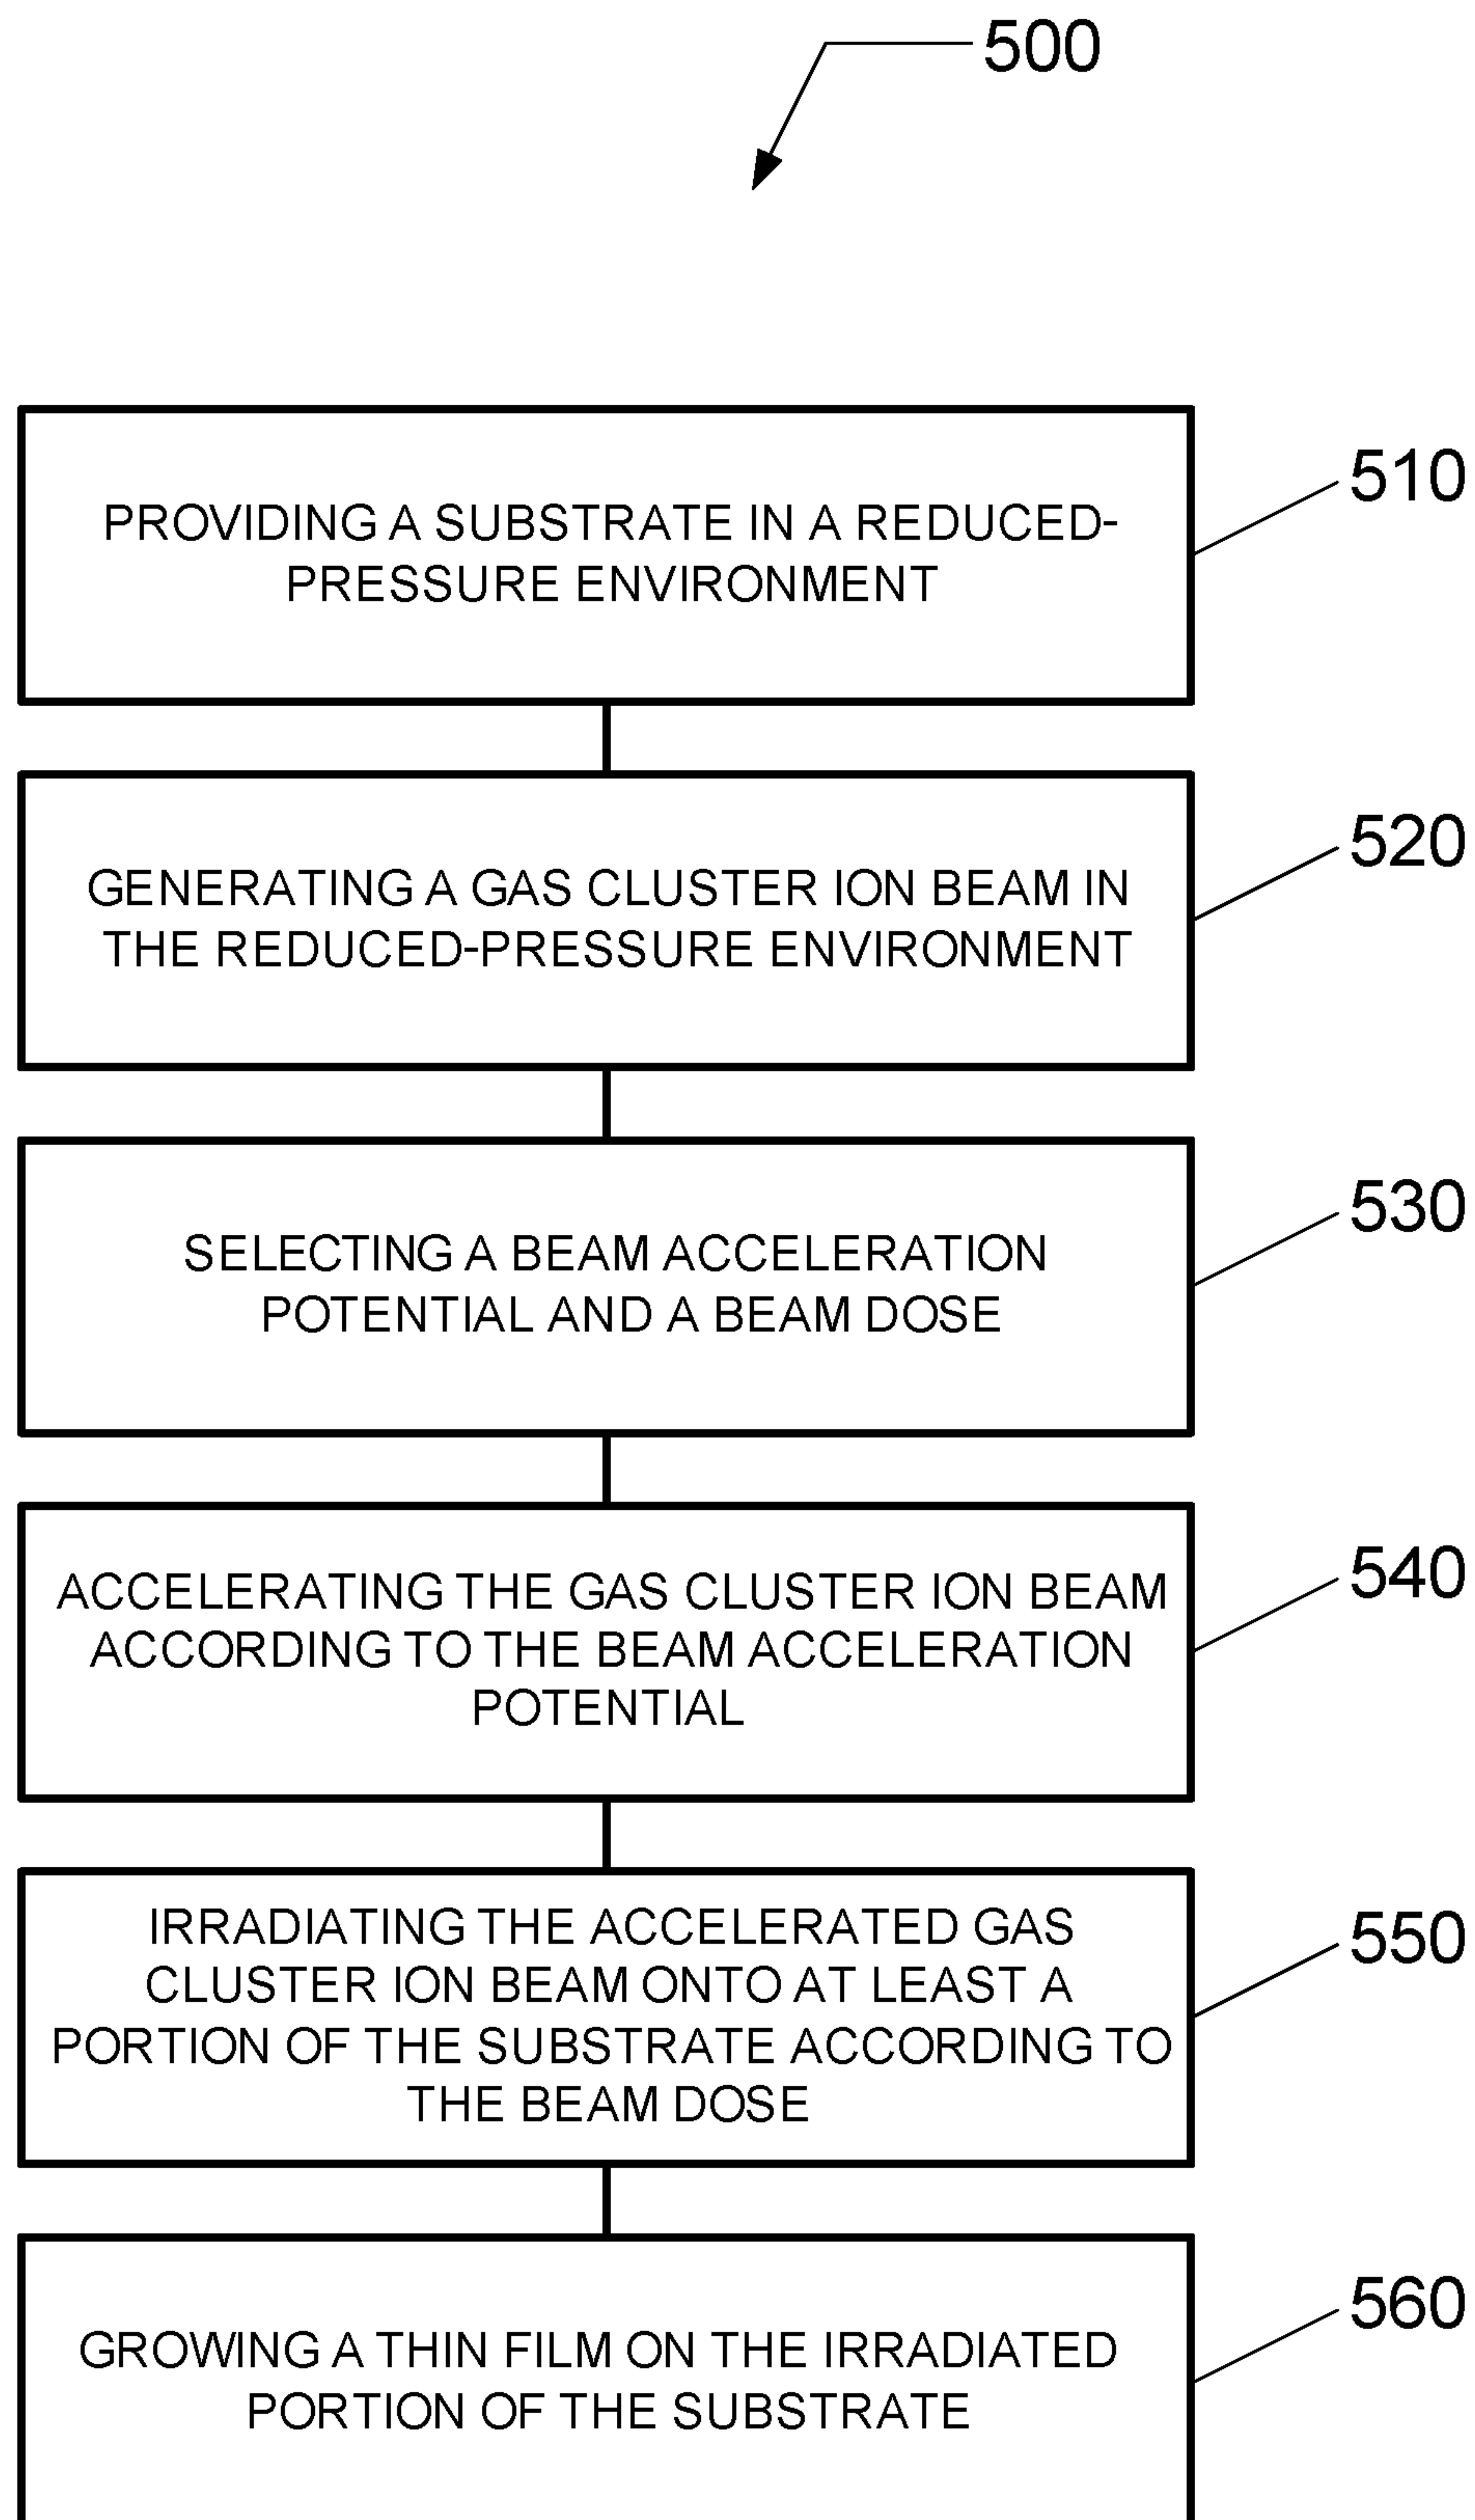 500
PROVIDING A SUBSTRATE IN A REDUCED-
PRESSURE ENVIRONMENT
510
GENERATING A GAS CLUSTER ION BEAM IN
THE REDUCED-PRESSURE ENVIRONMENT
520
SELECTING A BEAM ACCELERATION
POTENTIAL AND A BEAM DOSE
530
ACCELERATING THE GAS CLUSTER ION BEAM
ACCORDING TO THE BEAM ACCELERATION
POTENTIAL
540
IRRADIATING THE ACCELERATED GAS
CLUSTER ION BEAM ONTO AT LEAST A
PORTION OF THE SUBSTRATE ACCORDING TO
THE BEAM DOSE
550
GROWING A THIN FILM ON THE IRRADIATED
PORTION OF THE SUBSTRATE
560